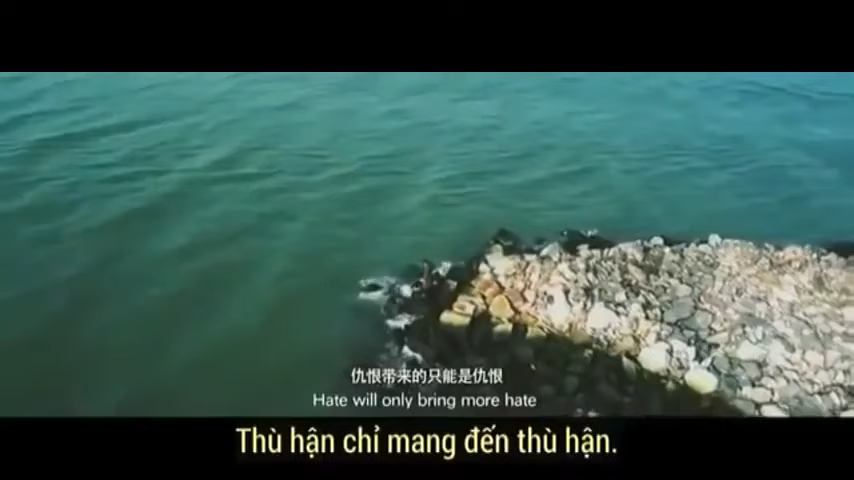 仇恨带来的只能是仇恨
Hate will only bring more hate
Thù hận chỉ mang đến thù hận.